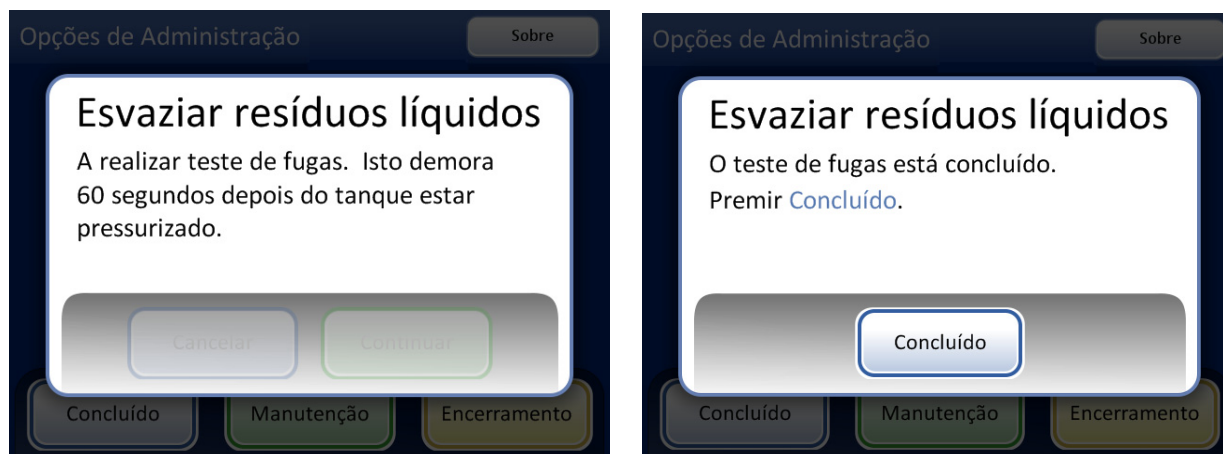 Opções de Administração
Sobre
Esvaziar resíduos líquidos
A realizar teste de fugas.  Isto demora
60 segundos depois do tanque estar
pressurizado.
Cancelar
Continuar
Concluído
Manutenção
Encerramento
Opções de Administração
Sobre
Esvaziar resíduos líquidos
O teste de fugas está concluído.
Premir Concluído.
Concluído
Concluído
Manutenção
Encerramento